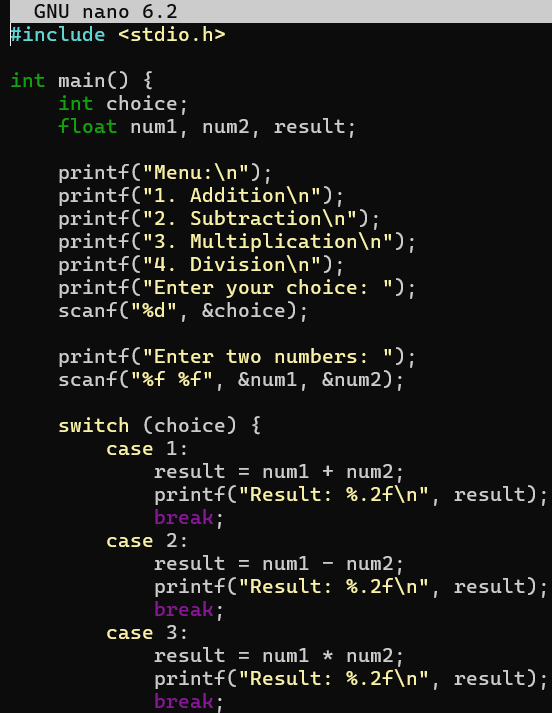 GNU nano 6.2
#include <stdio.h>

int main() {
    int choice;
    float num1, num2, result;

    printf("Menu:\n");
    printf("1. Addition\n");
    printf("2. Subtraction\n");
    printf("3. Multiplication\n");
    printf("4. Division\n");
    printf("Enter your choice: ");
    scanf("%d", &choice);

    printf("Enter two numbers: ");
    scanf("%f %f", &num1, &num2);

    switch (choice) {
        case 1:
            result = num1 + num2;
            printf("Result: %.2f\n", result);
            break;
        case 2:
            result = num1 - num2;
            printf("Result: %.2f\n", result);
            break;
        case 3:
            result = num1 * num2;
            printf("Result: %.2f\n", result);
            break;